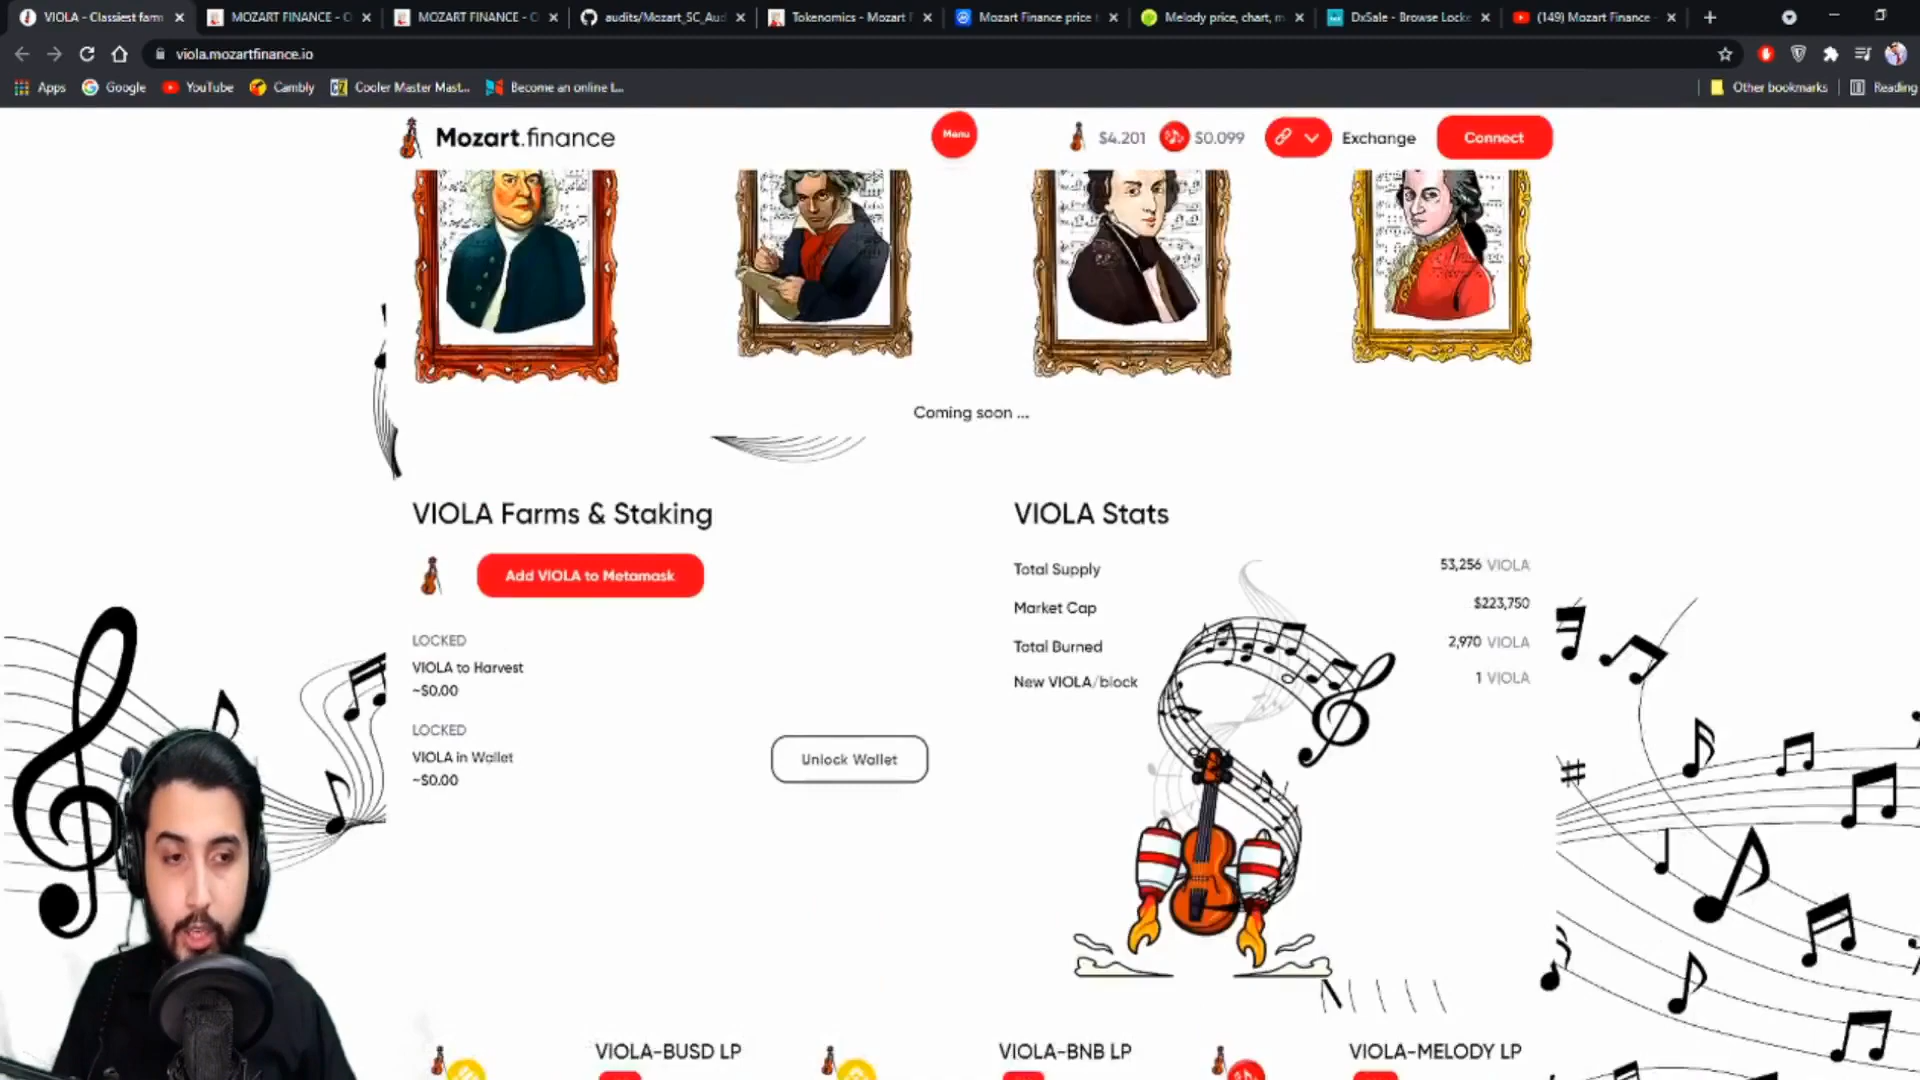 VIOLA - Classiest farm
MOZART FINANCE - C
MOZART FINANCE - C
audits/Mozart_SC_Aud
Tokenomics - Mozart F
Mozart Finance price t
Melody price, chart, m
DxSale - Browse Locke
(149) Mozart Finance -
viola.mozartfinance.io
Apps
Google
YouTube
Cambly
Cooler Master Mast...
Become an online l...
Other bookmarks
Reading
Mozart.finance
Menu
$4.201
$0.099
Exchange
Connect
Coming soon ...
VIOLA Farms & Staking
Add VIOLA to Metamask
LOCKED
VIOLA to Harvest
~$0.00
LOCKED
VIOLA in Wallet
~$0.00
Unlock Wallet
VIOLA Stats
Total Supply 53,256 VIOLA
Market Cap $223,750
Total Burned 2,970 VIOLA
New VIOLA/block 1 VIOLA
VIOLA-BUSD LP
VIOLA-BNB LP
VIOLA-MELODY LP